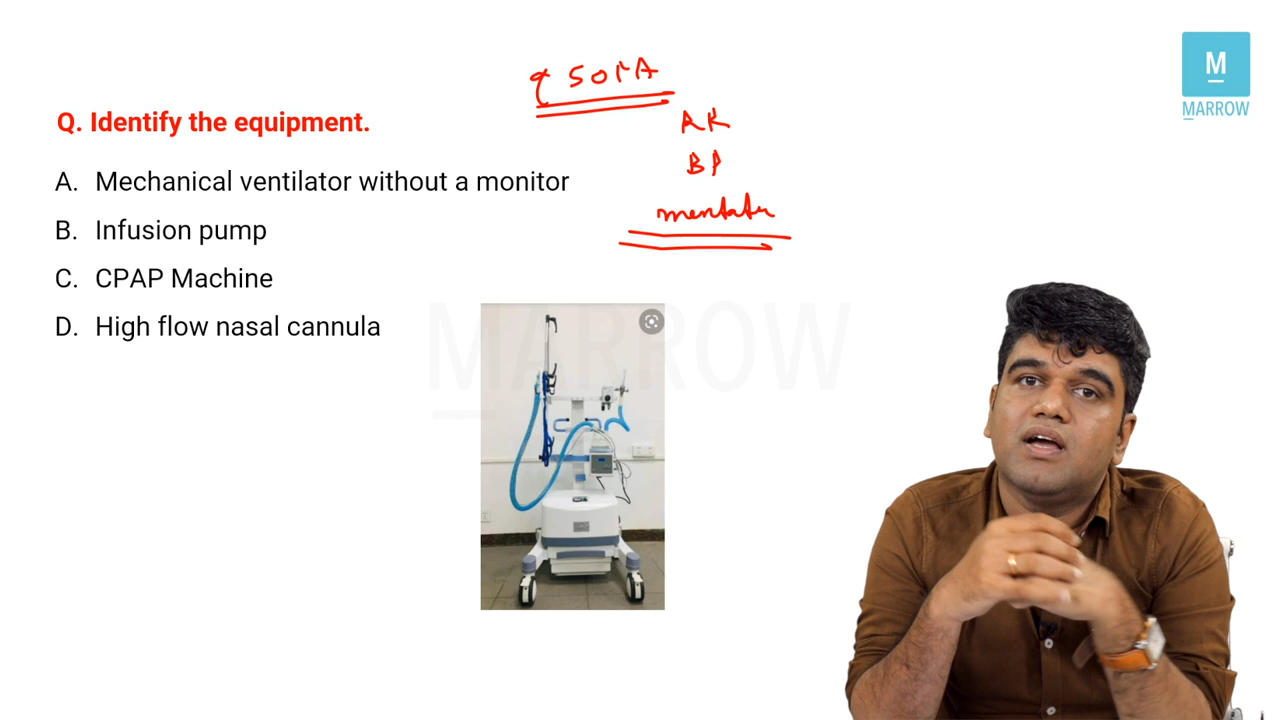 SOFA
M
MARROW
Q. Identify the equipment.
AK
BP
A. Mechanical ventilator without a monitor
B. Infusion pump
C. CPAP Machine
D. High flow nasal cannula
MARROW